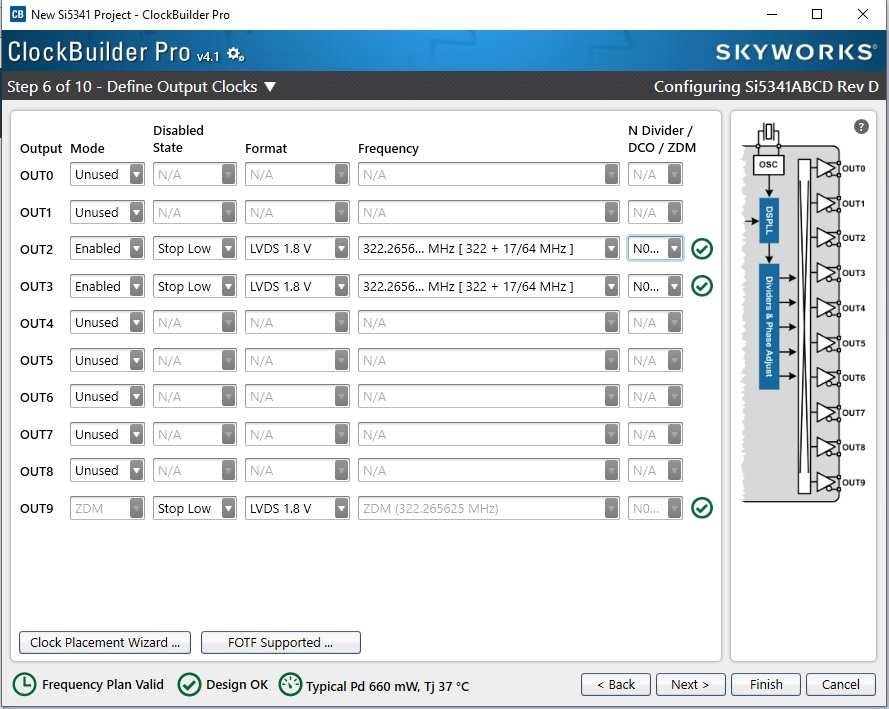 CB New Si5341 Project - ClockBuilder Pro
ClockBuilder Pro v4.1 SKYWORKS®
Step 6 of 10 - Define Output Clocks ▼ Configuring Si5341ABCD Rev D
Output Mode Disabled State Format Frequency N Divider / DCO / ZDM
OUT0 Unused N/A N/A N/A N/A
OUT1 Unused N/A N/A N/A N/A
OUT2 Enabled Stop Low LVDS 1.8 V 322.2656... MHz [ 322 + 17/64 MHz ] N0...
OUT3 Enabled Stop Low LVDS 1.8 V 322.2656... MHz [ 322 + 17/64 MHz ] N0...
OUT4 Unused N/A N/A N/A N/A
OUT5 Unused N/A N/A N/A N/A
OUT6 Unused N/A N/A N/A N/A
OUT7 Unused N/A N/A N/A N/A
OUT8 Unused N/A N/A N/A N/A
OUT9 ZDM Stop Low LVDS 1.8 V ZDM (322.265625 MHz) N0...
?
OSC
DSPLL
Dividers & Phase Adjust
OUT0
OUT1
OUT2
OUT3
OUT4
OUT5
OUT6
OUT7
OUT8
OUT9
Clock Placement Wizard ... FOTF Supported ...
Frequency Plan Valid Design OK Typical Pd 660 mW, Tj 37 °C < Back Next > Finish Cancel